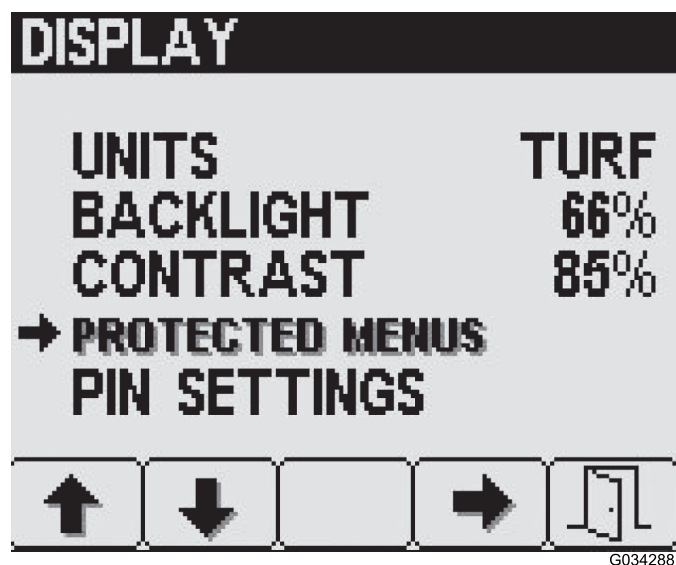 DISPLAY
UNITS TURF
BACKLIGHT 66%
CONTRAST 85%
PROTECTED MENUS
PIN SETTINGS
G034288